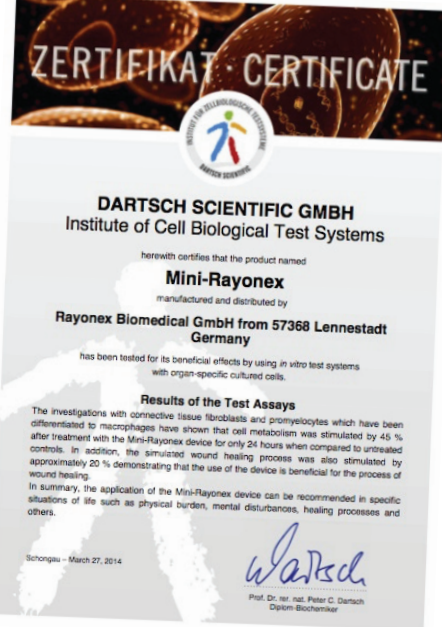 ZERTIFIKAT · CERTIFICATE
INSTITUT FÜR ZELLBIOLOGISCHE TESTSYSTEME
DARTSCH SCIENTIFIC
DARTSCH SCIENTIFIC GMBH
Institute of Cell Biological Test Systems
herewith certifies that the product named
Mini-Rayonex
manufactured and distributed by
Rayonex Biomedical GmbH from 57368 Lennestadt
Germany
has been tested for its beneficial effects by using in vitro test systems
with organ-specific cultured cells.
Results of the Test Assays
The investigations with connective tissue fibroblasts and promyelocytes which have been
differentiated to macrophages have shown that cell metabolism was stimulated by 45 %
after treatment with the Mini-Rayonex device for only 24 hours when compared to untreated
controls. In addition, the simulated wound healing process was also stimulated by
approximately 20 % demonstrating that the use of the device is beneficial for the process of
wound healing.
In summary, the application of the Mini-Rayonex device can be recommended in specific
situations of life such as physical burden, mental disturbances, healing processes and
others.
Schongau – March 27, 2014
Dartsch
Prof. Dr. rer. nat. Peter C. Dartsch
Diplom-Biochemiker